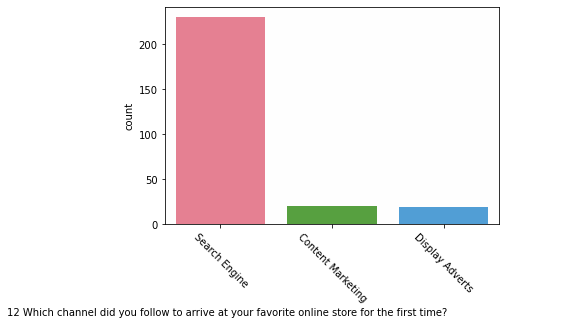 200
150
100
50
0
count
Search Engine
Content Marketing
Display Adverts
12 Which channel did you follow to arrive at your favorite online store for the first time?